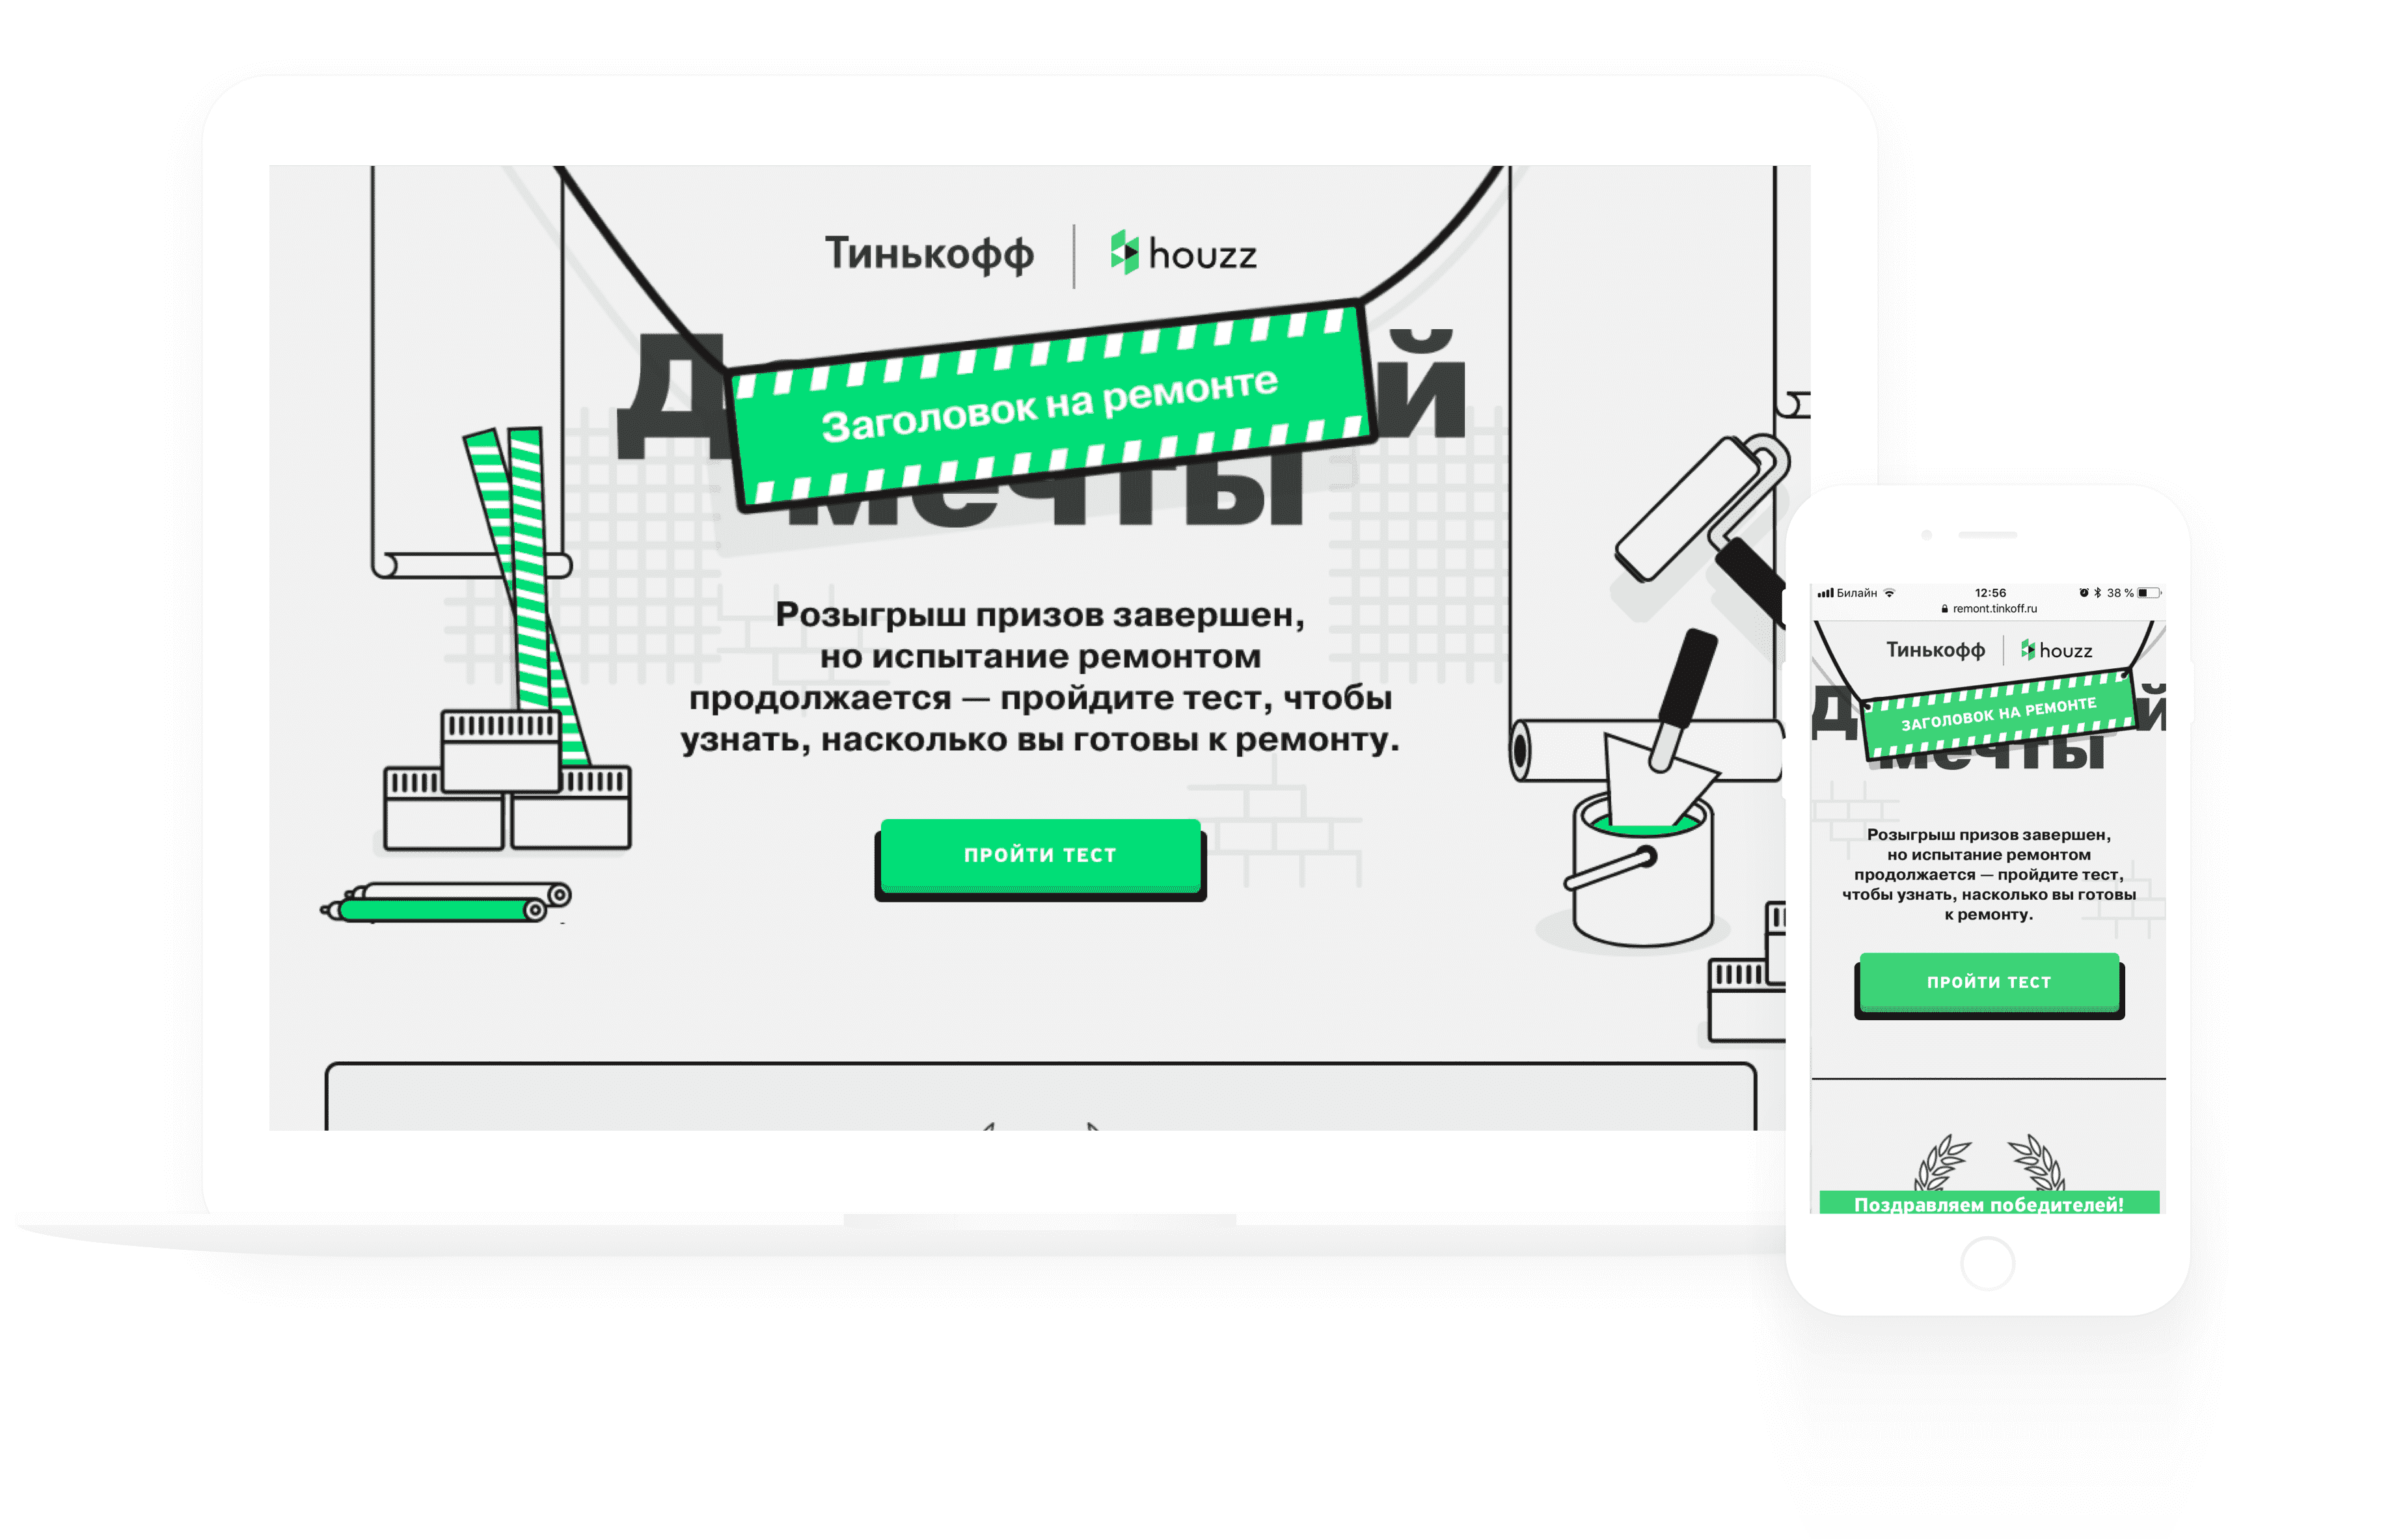 Тинькофф houzz
Заголовок на ремонте
мечты
Розыгрыш призов завершен,
но испытание ремонтом
продолжается — пройдите тест, чтобы
узнать, насколько вы готовы к ремонту.
ПРОЙТИ ТЕСТ
Билайн 12:56 38 %
remont.tinkoff.ru
Тинькофф houzz
ЗАГОЛОВОК НА РЕМОНТЕ
мечты
Розыгрыш призов завершен,
но испытание ремонтом
продолжается — пройдите тест,
чтобы узнать, насколько вы готовы
к ремонту.
ПРОЙТИ ТЕСТ
Поздравляем победителей!